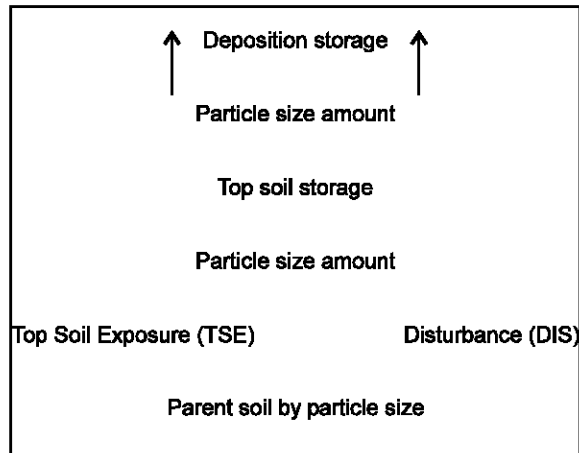 Deposition storage
Particle size amount
Top soil storage
Particle size amount
Top Soil Exposure (TSE) Disturbance (DIS)
Parent soil by particle size